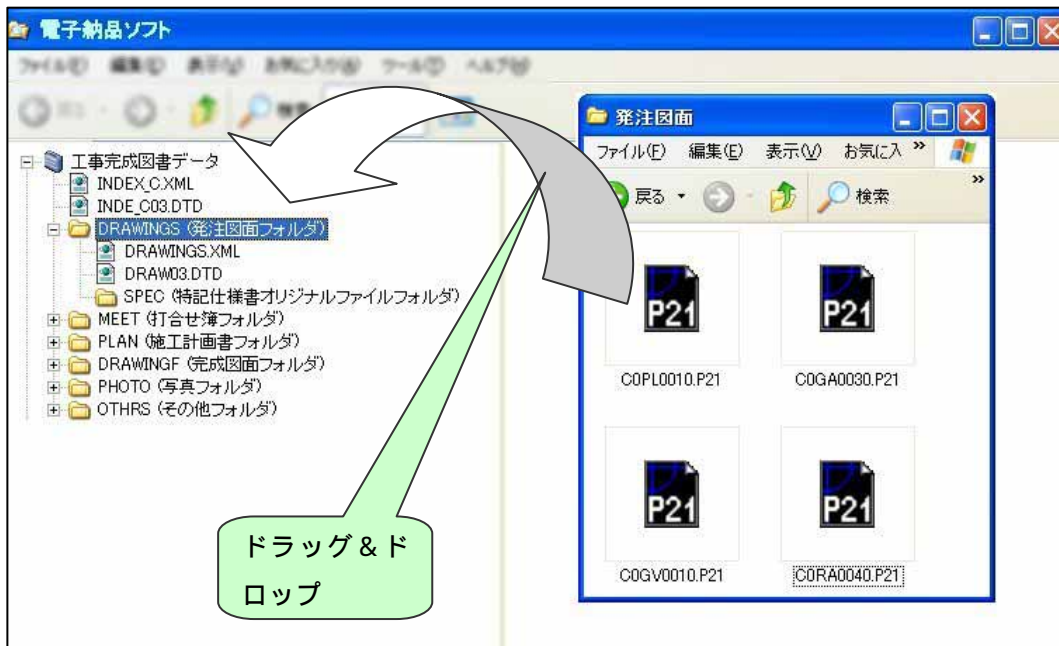 電子納品ソフト
工事完成図書データ
INDEX_C.XML
INDE_C03.DTD
DRAWINGS (発注図面フォルダ)
DRAWINGS.XML
DRAW03.DTD
SPEC (特記仕様書オリジナルファイルフォルダ)
MEET (打合せ簿フォルダ)
PLAN (施工計画書フォルダ)
DRAWINGF (完成図面フォルダ)
PHOTO (写真フォルダ)
OTHRS (その他フォルダ)
ドラッグ&ド
ロップ
発注図面
ファイル(F) 編集(E) 表示(V) お気に入 »
戻る 検索 »
P21 P21
C0PL0010.P21 C0GA0030.P21
P21 P21
C0GV0010.P21 C0RA0040.P21